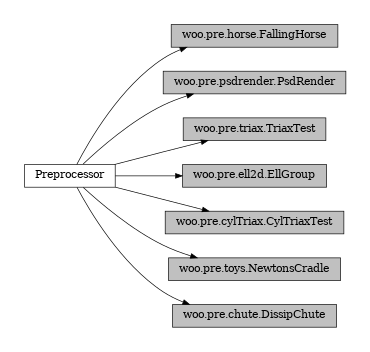 woo.pre.horse.FallingHorse
woo.pre.psdrender.PsdRender
woo.pre.triax.TriaxTest
Preprocessor
woo.pre.ell2d.EllGroup
woo.pre.cylTriax.CylTriaxTest
woo.pre.toys.NewtonsCradle
woo.pre.chute.DissipChute